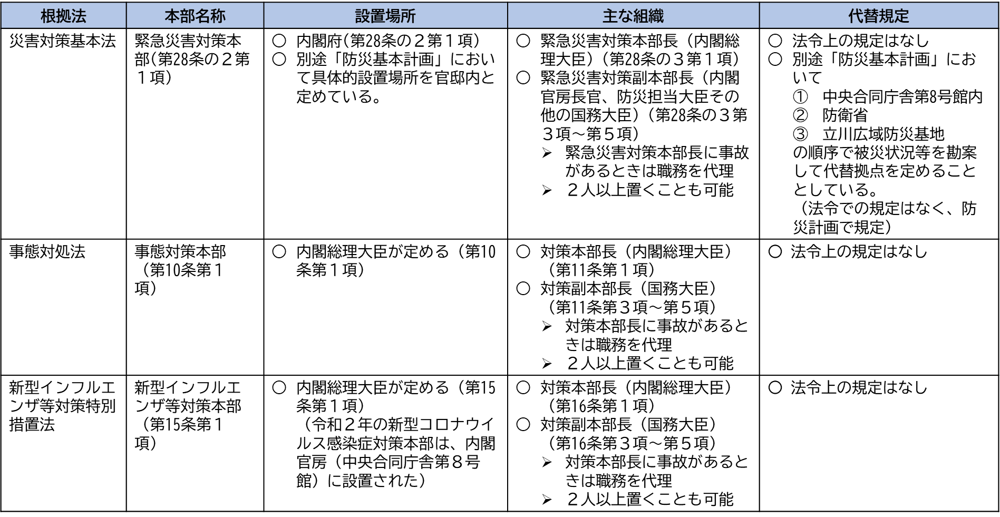 根拠法
本部名称
設置場所
主な組織
代替規定
災害対策基本法
緊急災害対策本
部(第28条の２第
１項）
〇 内閣府(第28条の２第１項）
〇 別途「防災基本計画」におい
て具体的設置場所を官邸内と
定めている。
〇 緊急災害対策本部長（内閣総
理大臣）（第28条の３第１項）
〇 緊急災害対策副本部長（内閣
官房長官、防災担当大臣その
他の国務大臣）（第28条の３第
３項～第５項）
➢ 緊急災害対策本部長に事故
があるときは職務を代理
➢ ２人以上置くことも可能
〇 法令上の規定はなし
〇 別途「防災基本計画」にお
いて
① 中央合同庁舎第8号館内
② 防衛省
③ 立川広域防災基地
の順序で被災状況等を勘案
して代替拠点を定めること
としている。
（法令での規定はなく、防
災計画で規定）
事態対処法
事態対策本部
（第10条第１
項）
〇 内閣総理大臣が定める（第10
条第１項）
〇 対策本部長（内閣総理大臣）
（第11条第１項）
〇 対策副本部長（国務大臣）
（第11条第３項～第５項）
➢ 対策本部長に事故があると
きは職務を代理
➢ ２人以上置くことも可能
〇 法令上の規定はなし
新型インフルエ
ンザ等対策特別
措置法
新型インフルエ
ンザ等対策本部
（第15条第１
項）
〇 内閣総理大臣が定める（第15
条第１項）
（令和２年の新型コロナウイ
ルス感染症対策本部は、内閣
官房（中央合同庁舎第８号
館）に設置された）
〇 対策本部長（内閣総理大臣）
（第16条第１項）
〇 対策副本部長（国務大臣）
（第16条第３項～第５項）
➢ 対策本部長に事故があると
きは職務を代理
➢ ２人以上置くことも可能
〇 法令上の規定はなし